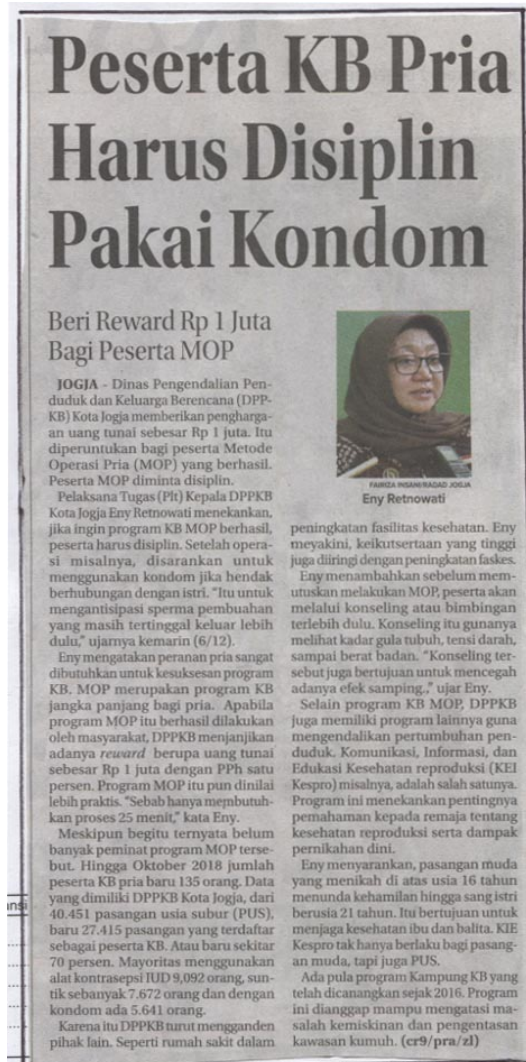 Peserta KB Pria
Harus Disiplin
Pakai Kondom
Beri Reward Rp 1 Juta
Bagi Peserta MOP
JOGJA - Dinas Pengendalian Pen-
duduk dan Keluarga Berencana (DPP-
KB) Kota Jogja memberikan pengharga-
an uang tunai sebesar Rp 1 juta. Itu
diperuntukan bagi peserta Metode
Operasi Pria (MOP) yang berhasil.
Peserta MOP diminta disiplin.
Pelaksana Tugas (Plt) Kepala DPPKB
Kota Jogja Eny Retnowati menekankan,
jika ingin program KB MOP berhasil,
peserta harus disiplin. Setelah opera-
si misalnya, disarankan untuk
menggunakan kondom jika hendak
berhubungan dengan istri. "Itu untuk
mengantisipasi sperma pembuahan
yang masih tertinggal keluar lebih
dulu," ujarnya kemarin (6/12).
Eny mengatakan peranan pria sangat
dibutuhkan untuk kesuksesan program
KB. MOP merupakan program KB
jangka panjang bagi pria. Apabila
program MOP itu berhasil dilakukan
oleh masyarakat, DPPKB menjanjikan
adanya reward berupa uang tunai
sebesar Rp 1 juta dengan PPh satu
persen. Program MOP itu pun dinilai
lebih praktis. "Sebab hanya membutuh-
kan proses 25 menit," kata Eny.
Meskipun begitu ternyata belum
banyak peminat program MOP terse-
but. Hingga Oktober 2018 jumlah
peserta KB pria baru 135 orang. Data
yang dimiliki DPPKB Kota Jogja, dari
40.451 pasangan usia subur (PUS),
baru 27.415 pasangan yang terdaftar
sebagai peserta KB. Atau baru sekitar
70 persen. Mayoritas menggunakan
alat kontrasepsi IUD 9,092 orang, sun-
tik sebanyak 7.672 orang dan dengan
kondom ada 5.641 orang.
Karena itu DPPKB turut mengganden
pihak lain. Seperti rumah sakit dalam
FAIRIZA INSANI/RADAD JOGJA
Eny Retnowati
peningkatan fasilitas kesehatan. Eny
meyakini, keikutsertaan yang tinggi
juga diiringi dengan peningkatan faskes.
Eny menambahkan sebelum mem-
utuskan melakukan MOP, peserta akan
melalui konseling atau bimbingan
terlebih dulu. Konseling itu gunanya
melihat kadar gula tubuh, tensi darah,
sampai berat badan. "Konseling ter-
sebut juga bertujuan untuk mencegah
adanya efek samping.," ujar Eny.
Selain program KB MOP, DPPKB
juga memiliki program lainnya guna
mengendalikan pertumbuhan pen-
duduk. Komunikasi, Informasi, dan
Edukasi Kesehatan reproduksi (KEI
Kespro) misalnya, adalah salah satunya.
Program ini menekankan pentingnya
pemahaman kepada remaja tentang
kesehatan reproduksi serta dampak
pernikahan dini.
Eny menyarankan, pasangan muda
yang menikah di atas usia 16 tahun
menunda kehamilan hingga sang istri
berusia 21 tahun. Itu bertujuan untuk
menjaga kesehatan ibu dan balita. KIE
Kespro tak hanya berlaku bagi pasang-
an muda, tapi juga PUS.
Ada pula program Kampung KB yang
telah dicanangkan sejak 2016. Program
ini dianggap mampu mengatasi ma-
salah kemiskinan dan pengentasan
kawasan kumuh. (cr9/pra/zl)